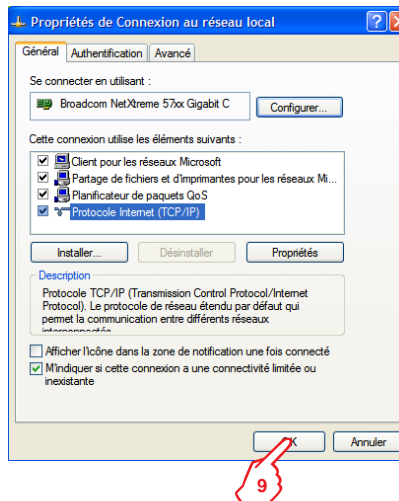 Propriétés de Connexion au réseau local
Général Authentification Avancé
Se connecter en utilisant :
Broadcom NetXtreme 57xx Gigabit C
Configurer...
Cette connexion utilise les éléments suivants :
Client pour les réseaux Microsoft
Partage de fichiers et d'imprimantes pour les réseaux Mi...
Planificateur de paquets QoS
Protocole Internet (TCP/IP)
Installer... Désinstaller Propriétés
Description
Protocole TCP/IP (Transmission Control Protocol/Internet
Protocol). Le protocole de réseau étendu par défaut qui
permet la communication entre différents réseaux
interconnectés
Afficher l'icône dans la zone de notification une fois connecté
M'indiquer si cette connexion a une connectivité limitée ou
inexistante
OK Annuler
9